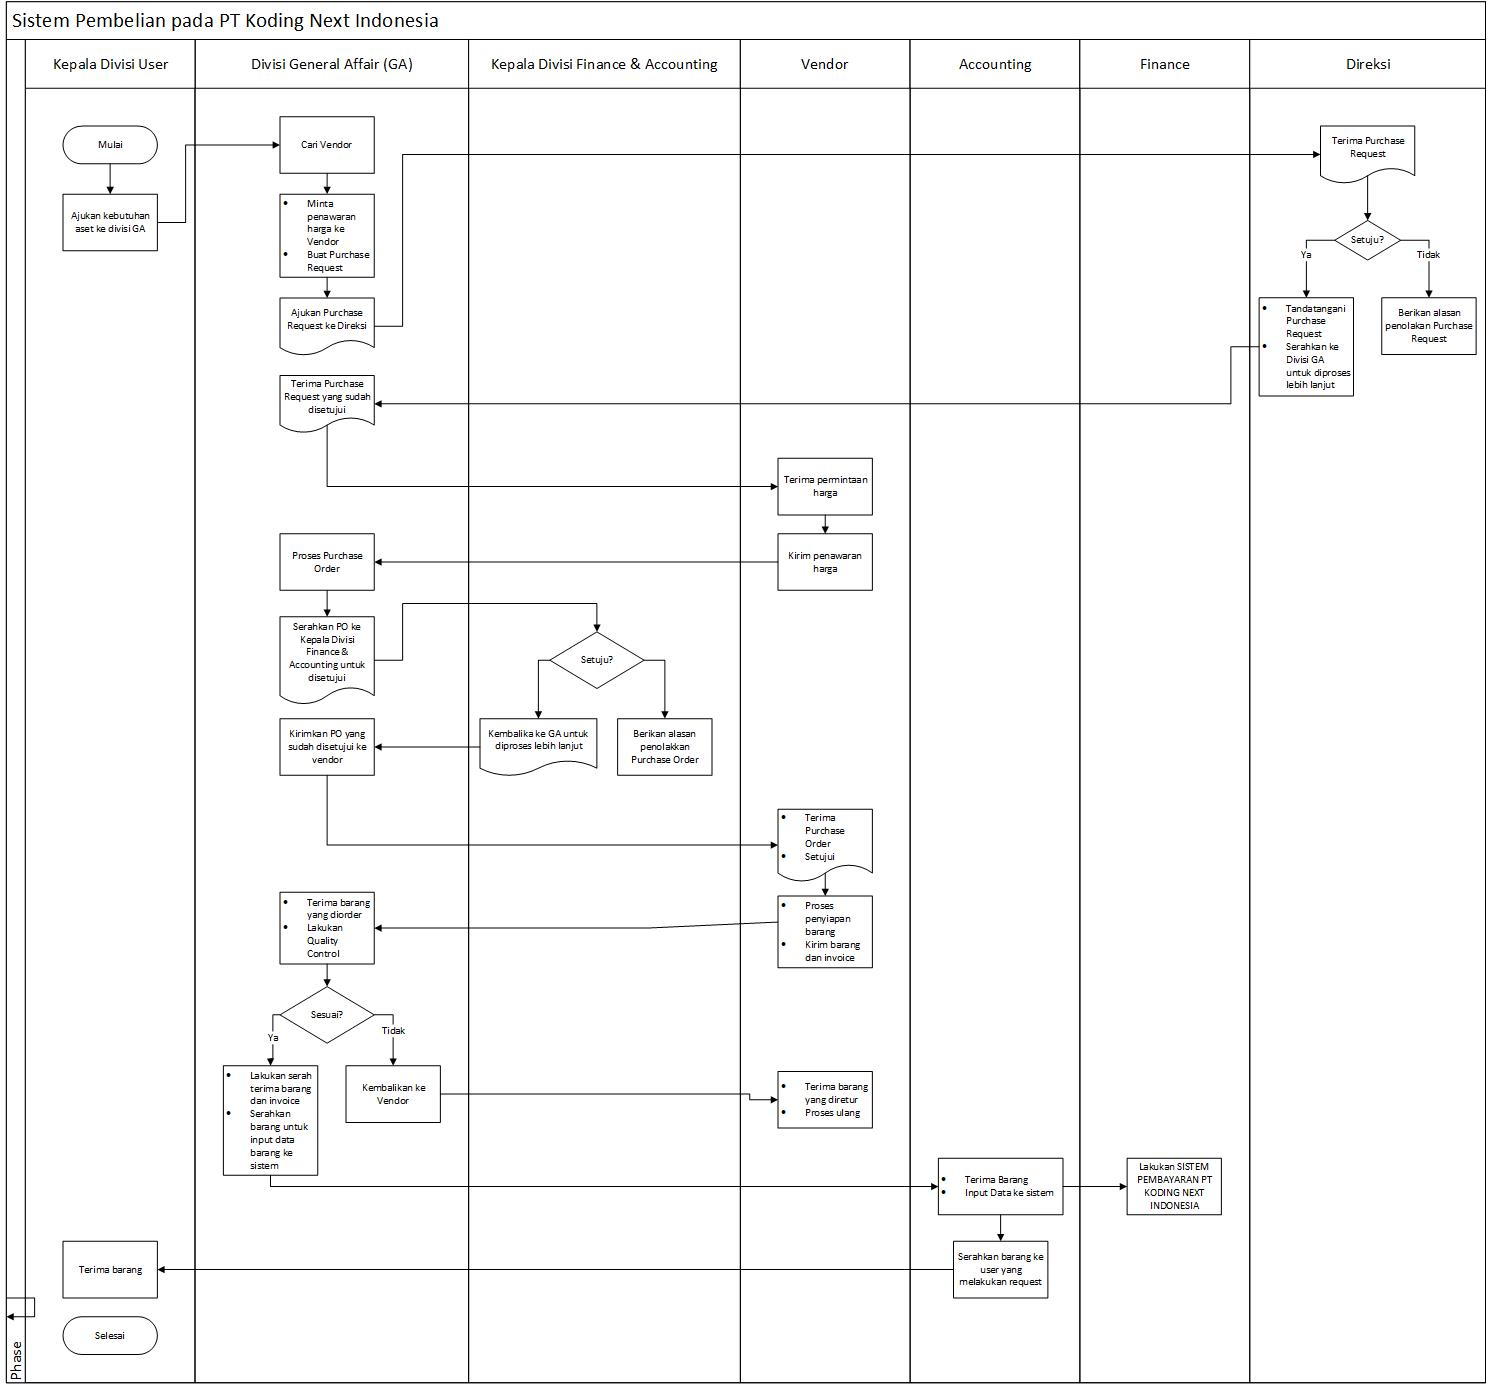 Sistem Pembelian pada PT Koding Next Indonesia
Kepala Divisi User
Divisi General Affair (GA)
Kepala Divisi Finance & Accounting
Vendor
Accounting
Finance
Direksi
Mulai
Ajukan kebutuhan
aset ke divisi GA
Cari Vendor
• Minta
penawaran
harga ke
Vendor
• Buat Purchase
Request
Ajukan Purchase
Request ke Direksi
Terima Purchase
Request
Setuju?
Ya
Tidak
• Tandatangani
Purchase
Request
• Serahkan ke
Divisi GA
untuk diproses
lebih lanjut
Berikan alasan
penolakan Purchase
Request
Terima Purchase
Request yang sudah
disetujui
Terima permintaan
harga
Kirim penawaran
harga
Proses Purchase
Order
Serahkan PO ke
Kepala Divisi
Finance &
Accounting untuk
disetujui
Setuju?
Kembalika ke GA untuk
diproses lebih lanjut
Berikan alasan
penolakkan
Purchase Order
Kirimkan PO yang
sudah disetujui ke
vendor
• Terima
Purchase
Order
• Setujui
• Proses
penyiapan
barang
• Kirim barang
dan invoice
• Terima barang
yang diorder
• Lakukan
Quality
Control
Sesuai?
Ya
Tidak
• Lakukan serah
terima barang
dan invoice
• Serahkan
barang untuk
input data
barang ke
sistem
Kembalikan ke
Vendor
• Terima barang
yang diretur
• Proses ulang
• Terima Barang
• Input Data ke sistem
Lakukan SISTEM
PEMBAYARAN PT
KODING NEXT
INDONESIA
Serahkan barang ke
user yang
melakukan request
Terima barang
Selesai
Phase